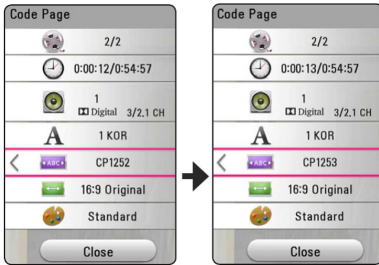 Code Page
2/2
0:00:12/0:54:57
1
Digital 3/2,1 CH
A 1 KOR
ABC CP1252
16:9 Original
Standard
Close
Code Page
2/2
0:00:13/0:54:57
1
Digital 3/2,1 CH
A 1 KOR
ABC CP1253
16:9 Original
Standard
Close